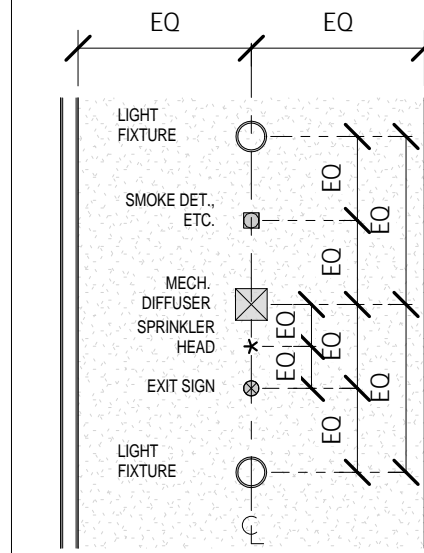 EQ EQ
LIGHT
FIXTURE
EQ
SMOKE DET.,
ETC.
EQ
EQ
MECH.
DIFFUSER
EQ
SPRINKLER
HEAD
EQ
EQ
EXIT SIGN
EQ
EQ
LIGHT
FIXTURE
CL